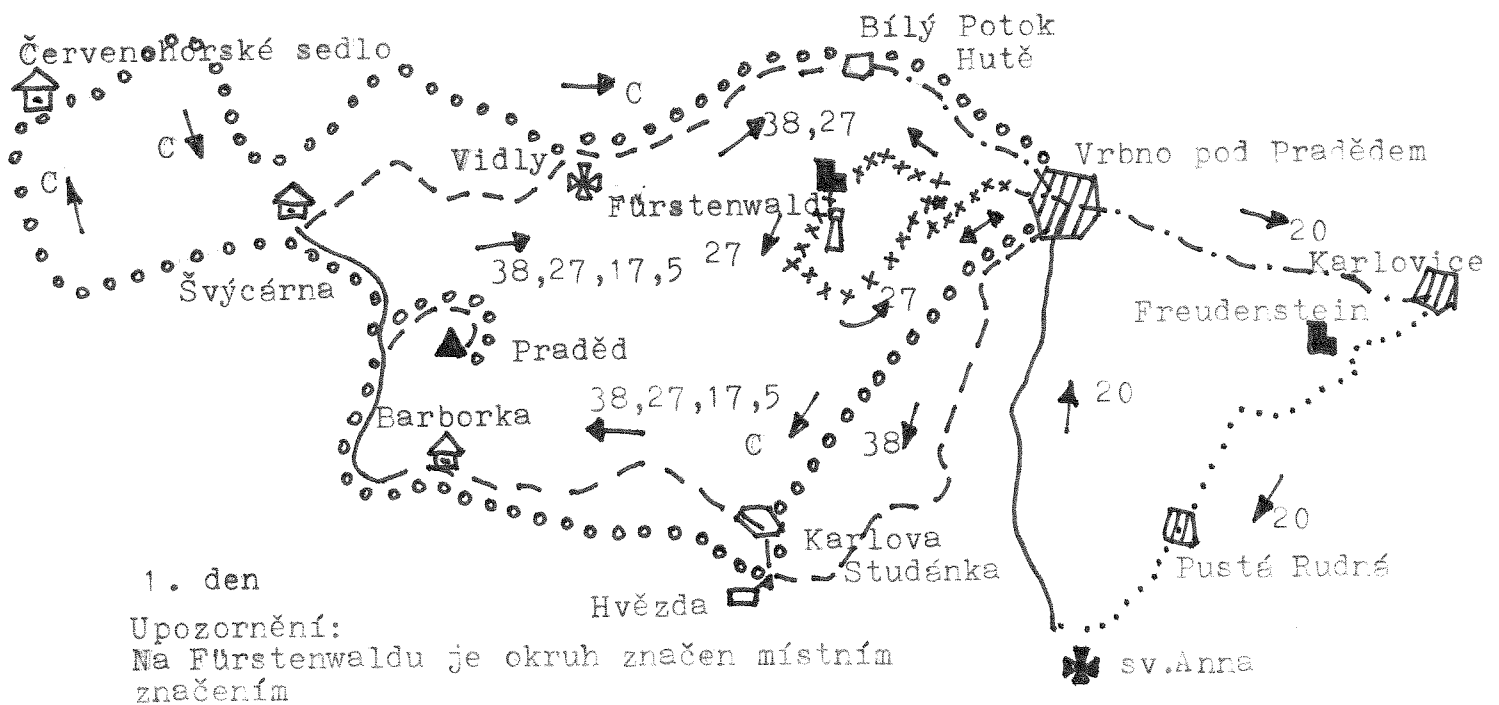 Bílý Potok
Hutě
Červenohorské sedlo
C
38,27
Vrbno pod Pradědem
C
Vidly
C
Fürstenwald
20
Karlovice
27
38,27,17,5
Švýcárna
27
Freudenstein
Praděd
38,27,17,5
20
Barborka
C
38
20
Karlova
Studánka
Pustá Rudná
1. den
Hvězda
Upozornění:
Na Fürstenwaldu je okruh značen místním
značením
sv.Anna